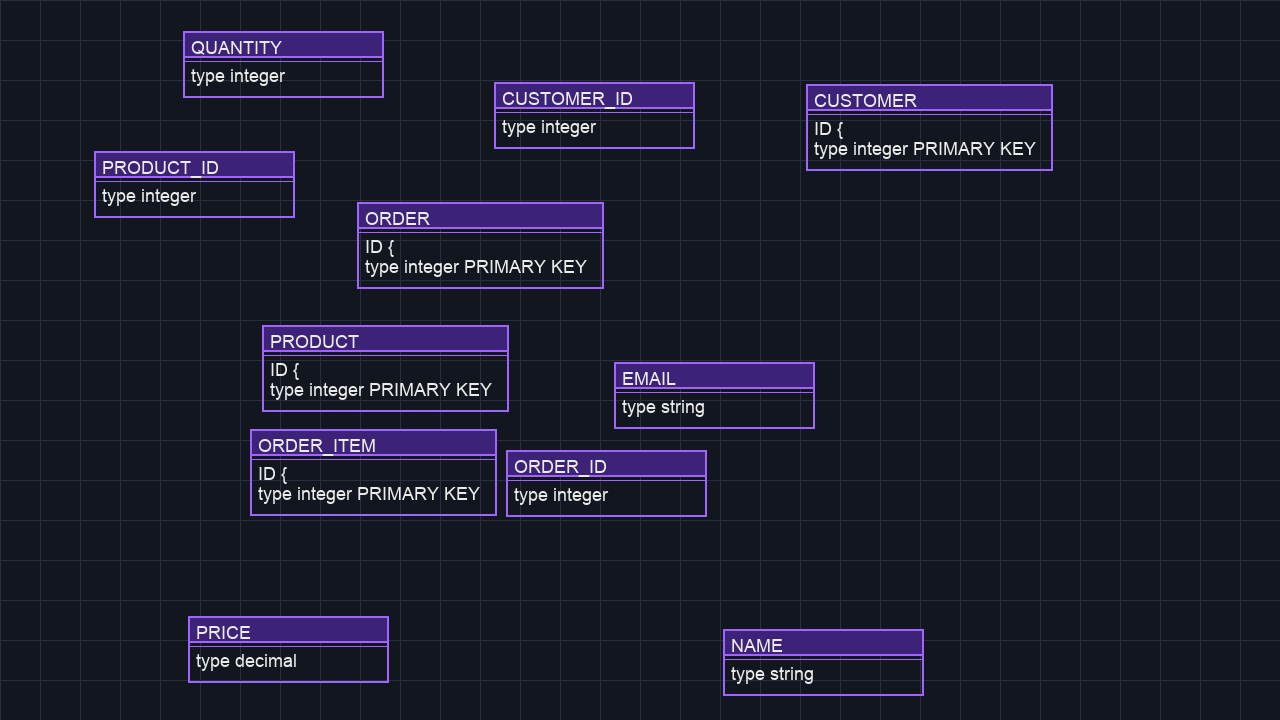 QUANTITY
type integer
CUSTOMER_ID
type integer
CUSTOMER
ID {
type integer PRIMARY KEY
PRODUCT_ID
type integer
ORDER
ID {
type integer PRIMARY KEY
PRODUCT
ID {
type integer PRIMARY KEY
EMAIL
type string
ORDER_ITEM
ID {
type integer PRIMARY KEY
ORDER_ID
type integer
PRICE
type decimal
NAME
type string